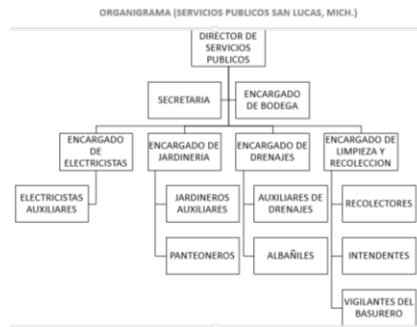 ORGANIGRAMA (SERVICIOS PUBLICOS SAN LUCAS, MICH.)
DIRECTOR DE
SERVICIOS
PUBLICOS
SECRETARIA
ENCARGADO
DE BODEGA
ENCARGADO
DE
ELECTRICISTAS
ENCARGADO DE
JARDINERIA
ENCARGADO DE
DRENAJES
ENCARGADO DE
LIMPIEZA Y
RECOLECCION
ELECTRICISTAS
AUXILIARES
JARDINEROS
AUXILIARES
AUXILIARES DE
DRENAJES
RECOLECTORES
PANTEONEROS
ALBAÑILES
INTENDENTES
VIGILANTES DEL
BASURERO